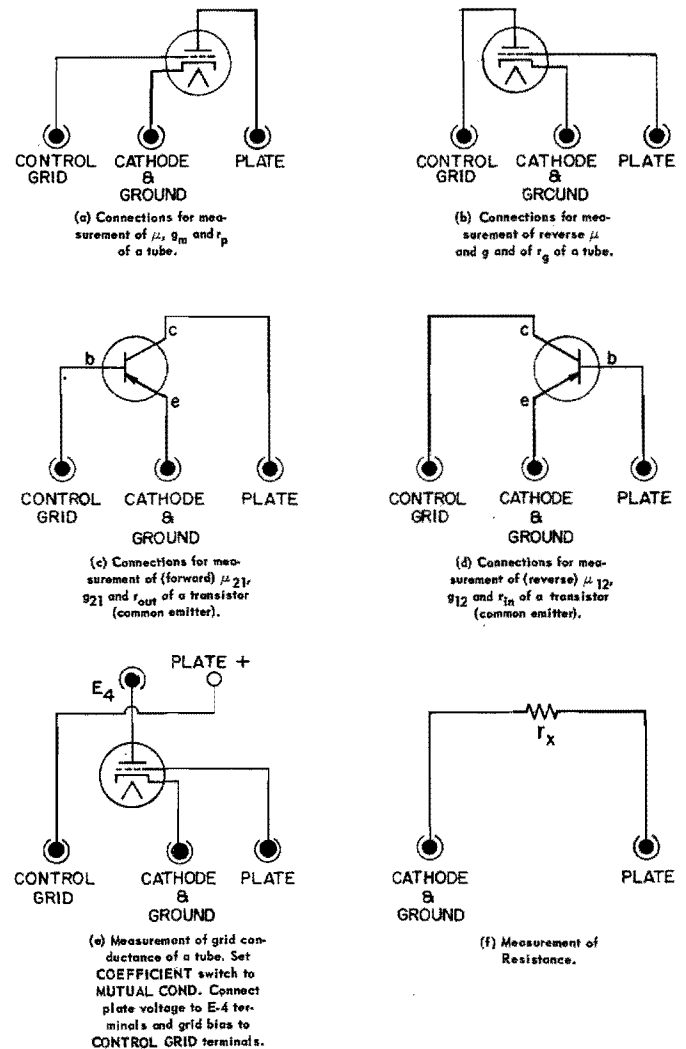 CONTROL GRID
CATHODE & GROUND
PLATE
(a) Connections for mea-
surement of μ, gm and rp
of a tube.
CONTROL GRID
CATHODE & GRCUND
PLATE
(b) Connections for mea-
surement of reverse μ
and g and of rg of a tube.
b
c
e
CONTROL GRID
CATHODE & GROUND
PLATE
(c) Connections for mea-
surement of (forward) μ21,
g21 and rout of a transistor
(common emitter).
c
b
e
CONTROL GRID
CATHODE & GROUND
PLATE
(d) Connections for mea-
surement of (reverse) μ12,
g12 and rin of a transistor
(common emitter).
E4
PLATE +
CONTROL GRID
CATHODE & GROUND
PLATE
(e) Measurement of grid con-
ductance of a tube. Set
COEFFICIENT switch to
MUTUAL COND. Connect
plate voltage to E-4 ter-
minals and grid bias to
CONTROL GRID terminals.
rx
CATHODE & GROUND
PLATE
(f) Measurement of
Resistance.